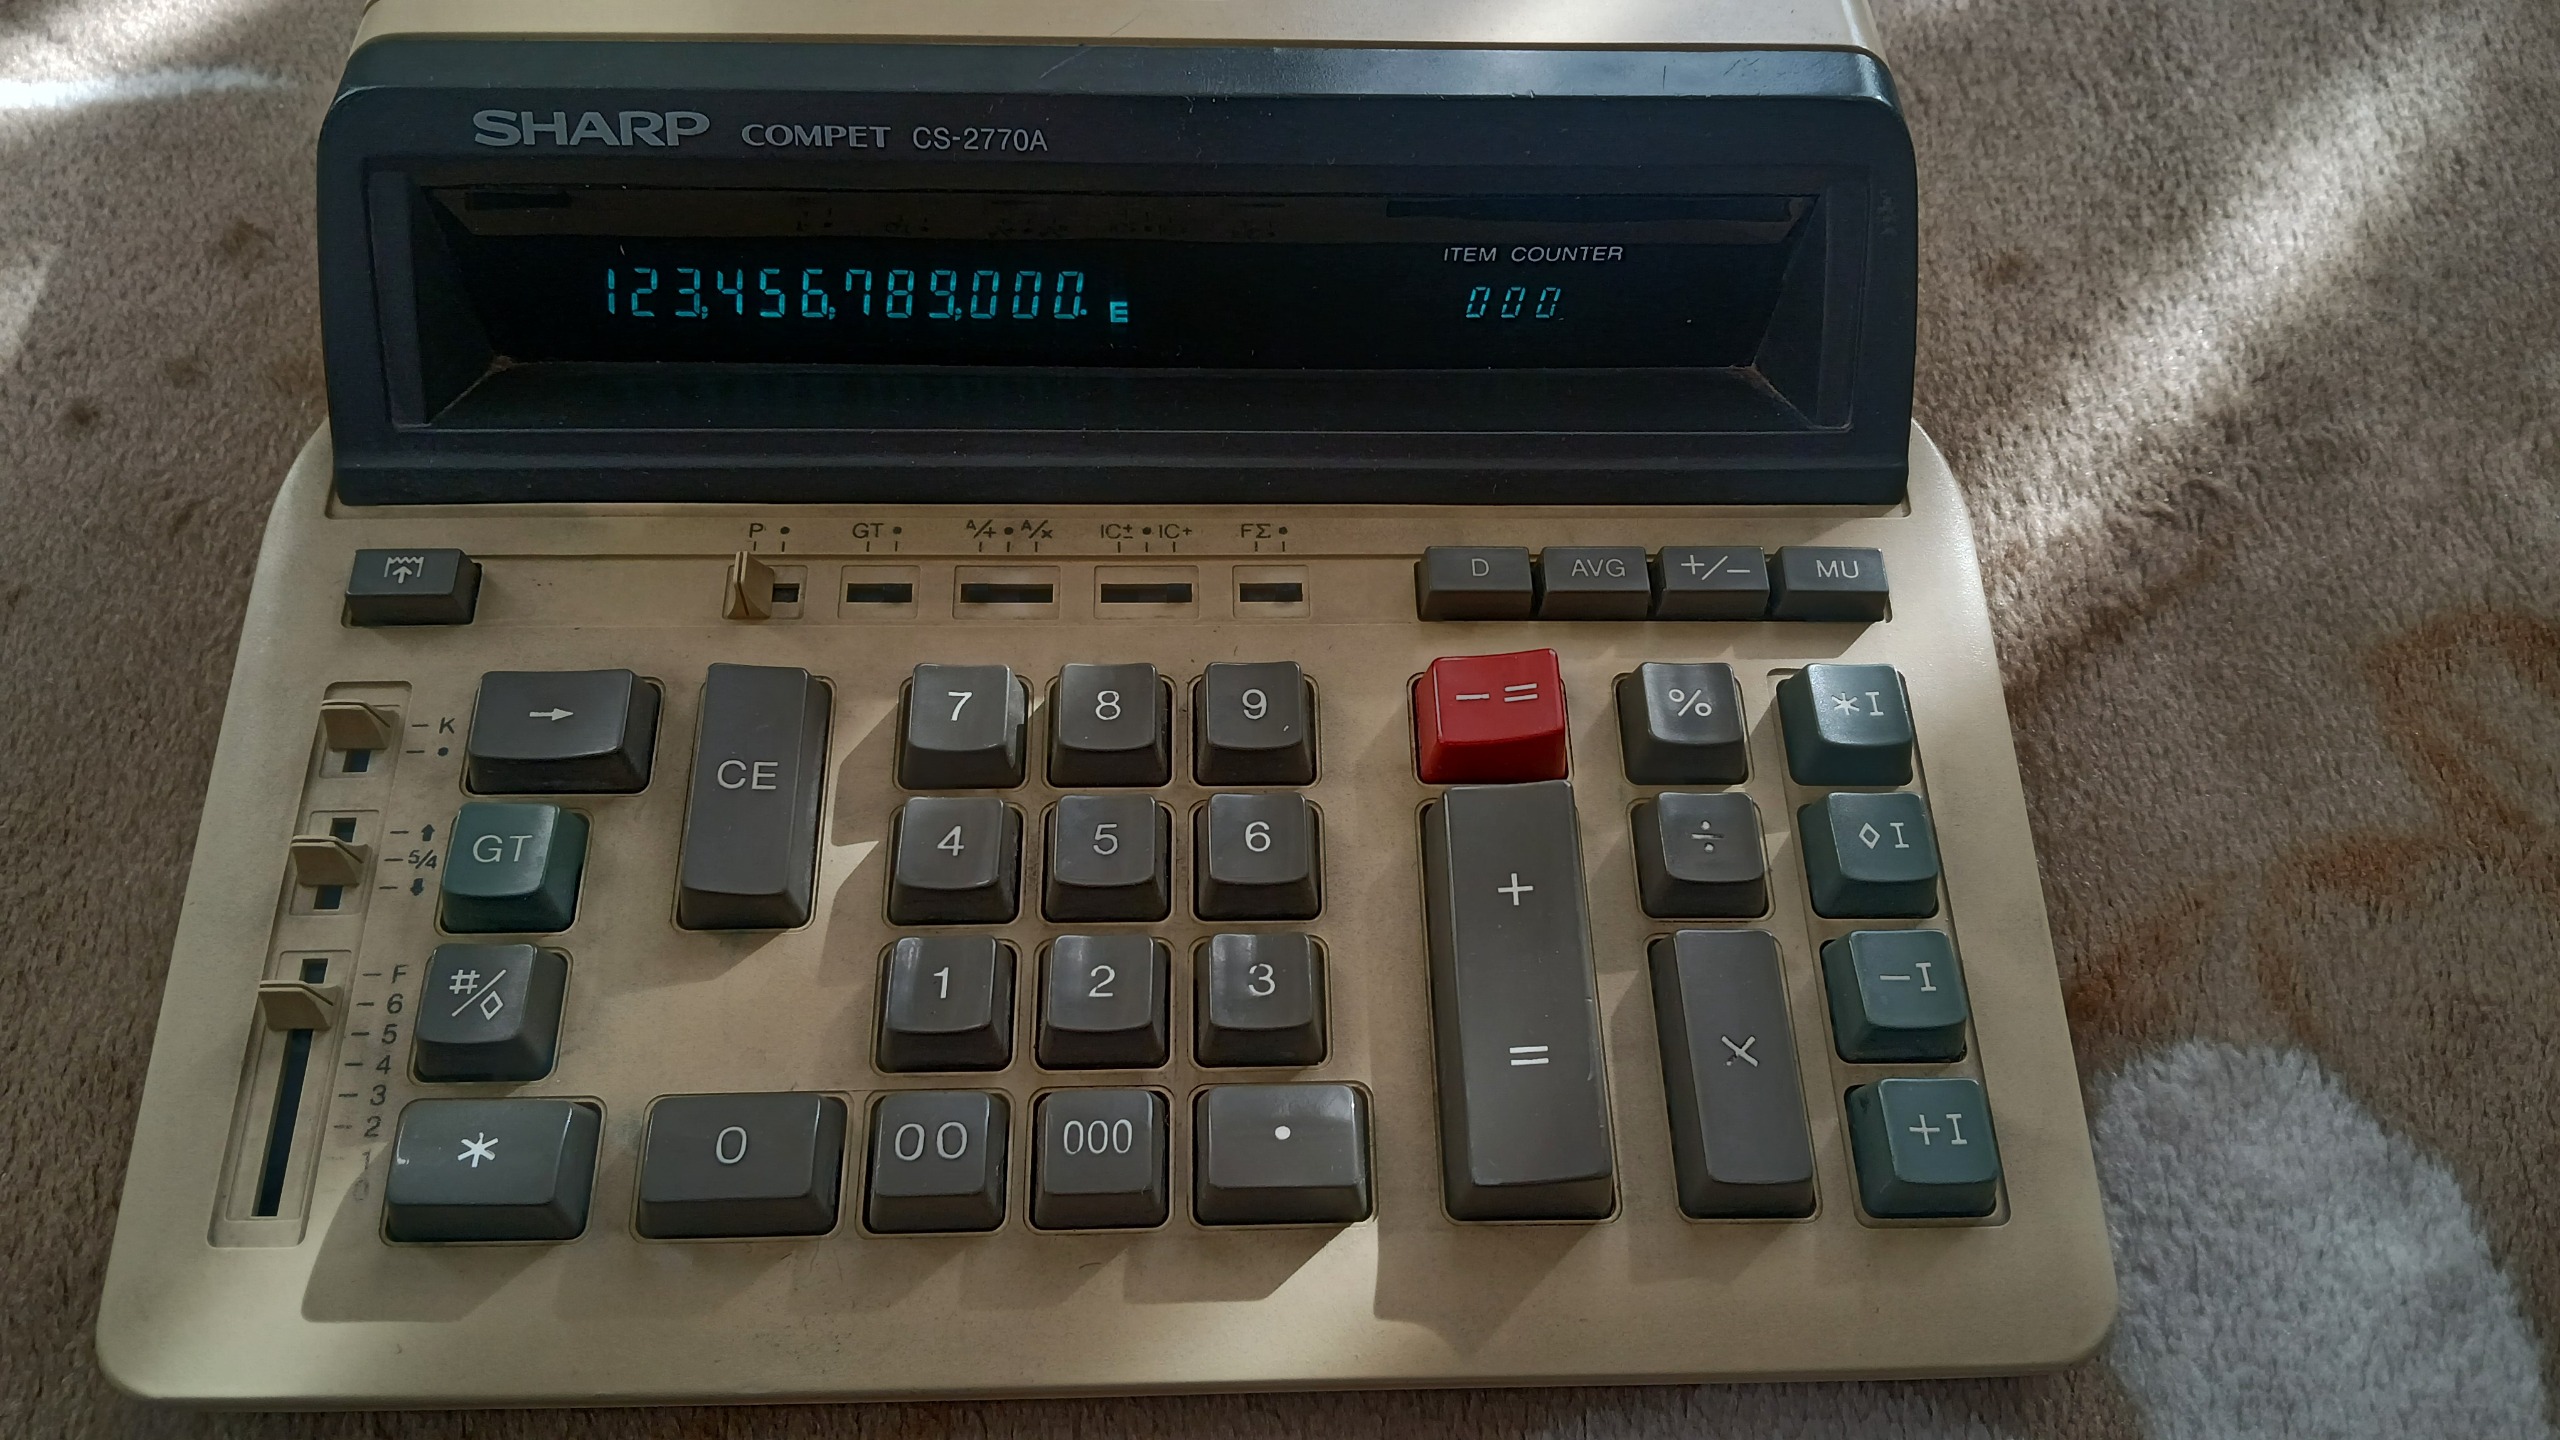 SHARP COMPET CS-2770A
ITEM COUNTER
123,456,789,000. E 000
P • GT • A/+ • A/× IC± • IC+ FΣ •
D AVG +/− MU
K
•
→ CE 7 8 9 − = % *I
↑
5/4
↓
GT 4 5 6 + ÷ ◊I
F
6
5
4
3
2
1
0
#/◊ 1 2 3 = × −I
* 0 00 000 • +I